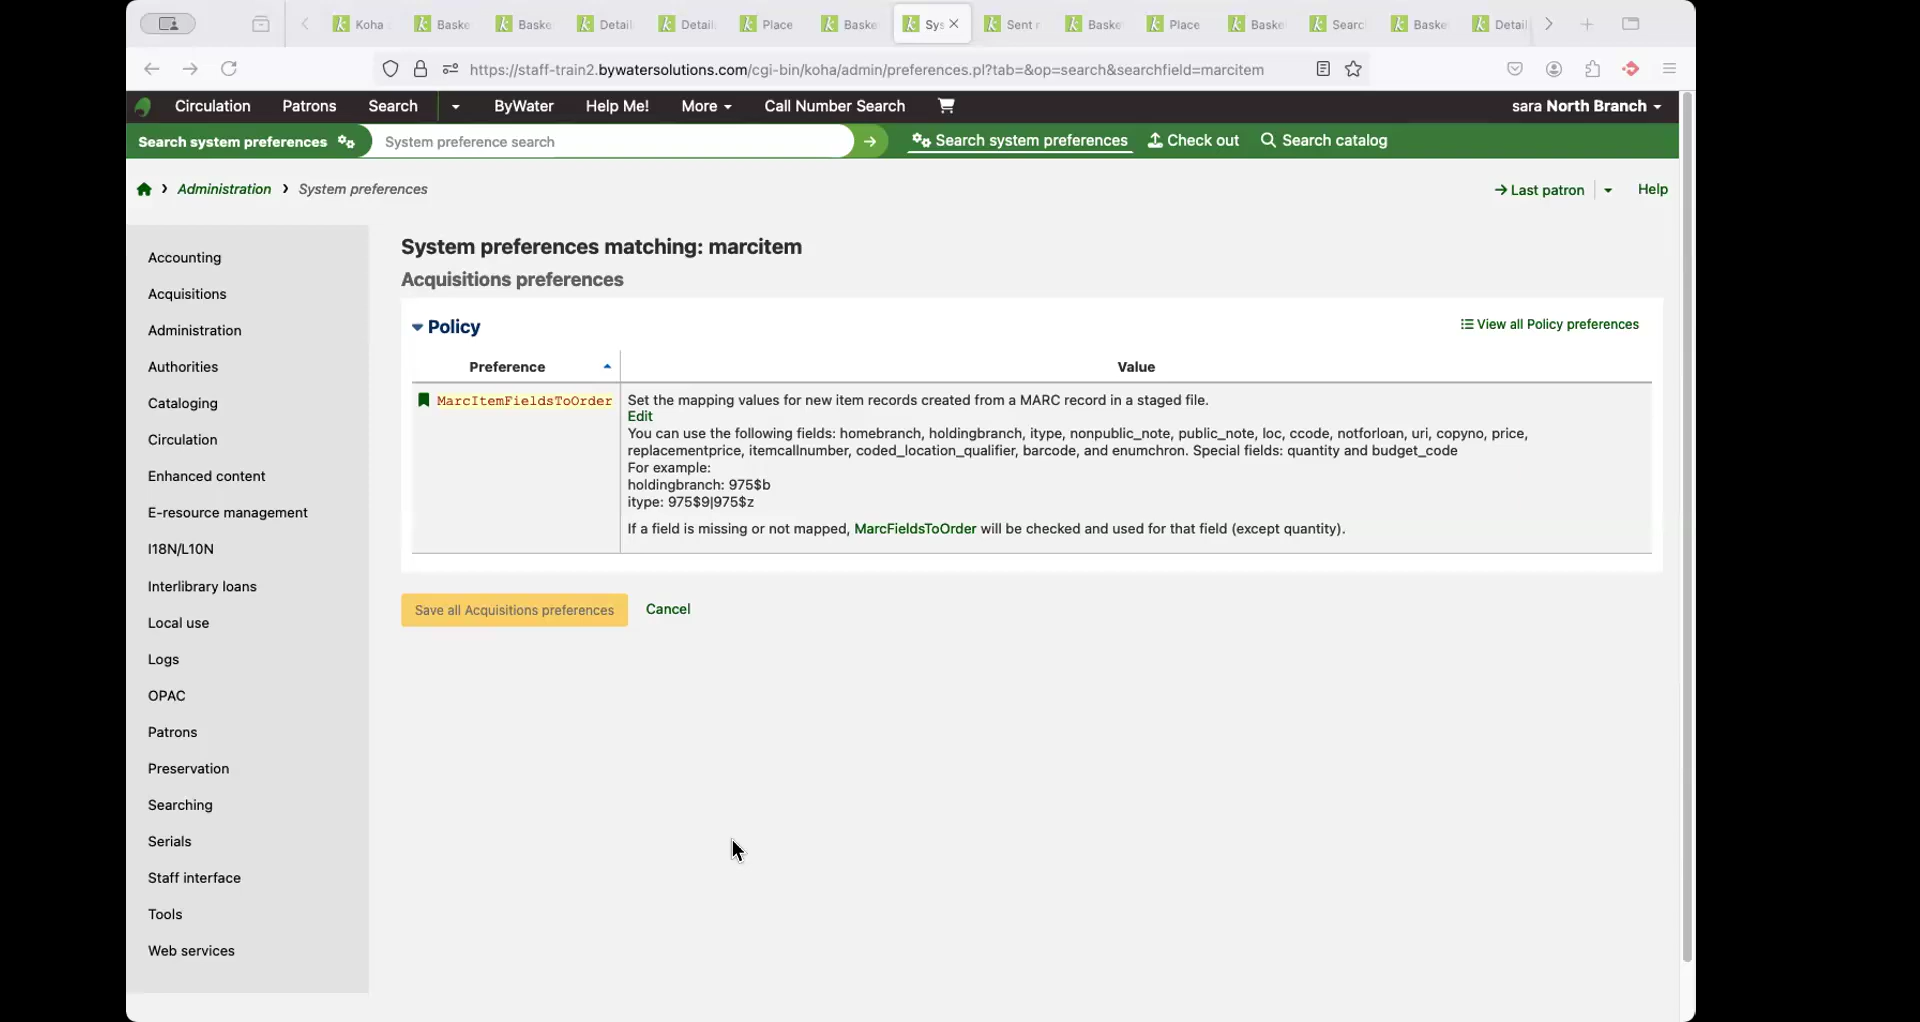 Koha
Baske
Baske
Detail
Detail
Place
Baske
Sys
Sent r
Baske
Place
Baske
Searc
Baske
Detail
https://staff-train2.bywatersolutions.com/cgi-bin/koha/admin/preferences.pl?tab=&op=search&searchfield=marcitem
Circulation Patrons Search ByWater Help Me! More Call Number Search sara North Branch
Search system preferences System preference search Search system preferences Check out Search catalog
Administration System preferences Last patron Help
Accounting
Acquisitions
Administration
Authorities
Cataloging
Circulation
Enhanced content
E-resource management
I18N/L10N
Interlibrary loans
Local use
Logs
OPAC
Patrons
Preservation
Searching
Serials
Staff interface
Tools
Web services
System preferences matching: marcitem
Acquisitions preferences
Policy View all Policy preferences
Preference Value
MarcItemFieldsToOrder Set the mapping values for new item records created from a MARC record in a staged file.
Edit
You can use the following fields: homebranch, holdingbranch, itype, nonpublic_note, public_note, loc, ccode, notforloan, uri, copyno, price,
replacementprice, itemcallnumber, coded_location_qualifier, barcode, and enumchron. Special fields: quantity and budget_code
For example:
holdingbranch: 975$b
itype: 975$9|975$z
If a field is missing or not mapped, MarcFieldsToOrder will be checked and used for that field (except quantity).
Save all Acquisitions preferences Cancel